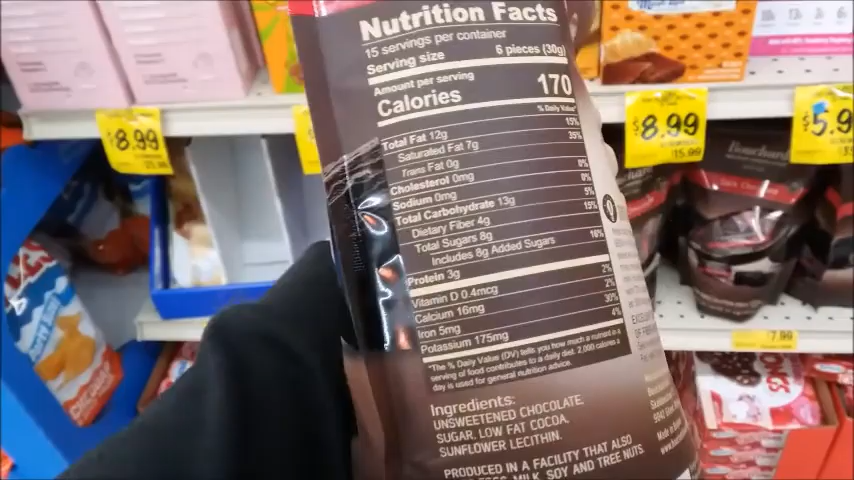 Nutrition Facts
15 servings per container
Serving size 6 pieces (30g)
Amount per serving
Calories 170
% Daily Value*
Total Fat 12g 15%
Saturated Fat 7g 35%
Trans Fat 0g
Cholesterol 0mg 0%
Sodium 0mg 0%
Total Carbohydrate 13g 5%
Dietary Fiber 4g 15%
Total Sugars 8g
Includes 8g Added Sugars 16%
Protein 3g
Vitamin D 0.4mcg 2%
Calcium 16mg 2%
Iron 5mg 30%
Potassium 175mg 4%
*The % Daily Value (DV) tells you how much a nutrient in a
serving of food contributes to a daily diet. 2,000 calories a
day is used for general nutrition advice.
Ingredients:
UNSWEETENED CHOCOLATE
SUGAR, LOW FAT COCOA,
SUNFLOWER LECITHIN.
PRODUCED IN A FACILITY THAT ALSO
MILK, SOY AND TREE NUTS
$8.99
$8.99
15.99
$5.9
7.99